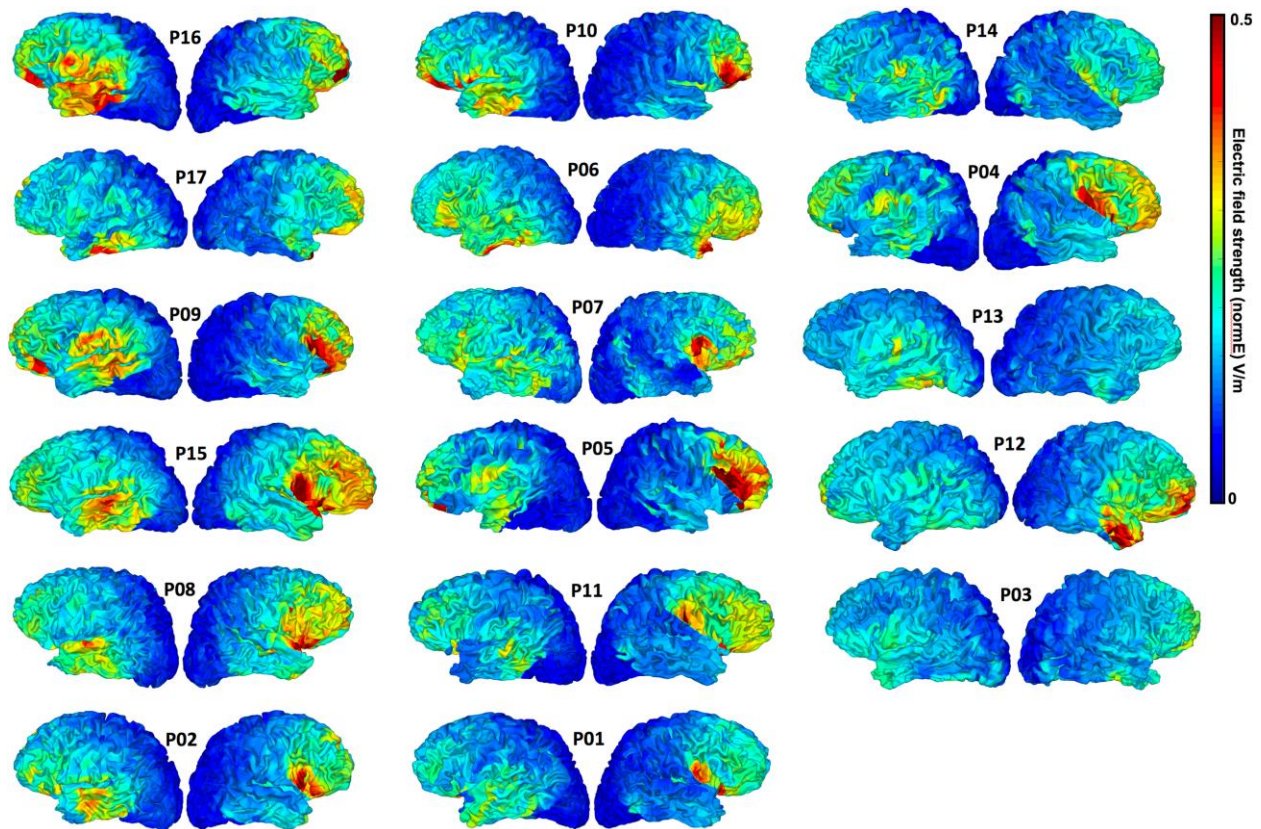 P16
P10
P14
0.5
P17
P06
P04
Electric field strength (normE) V/m
P09
P07
P13
P15
P05
P12
0
P08
P11
P03
P02
P01